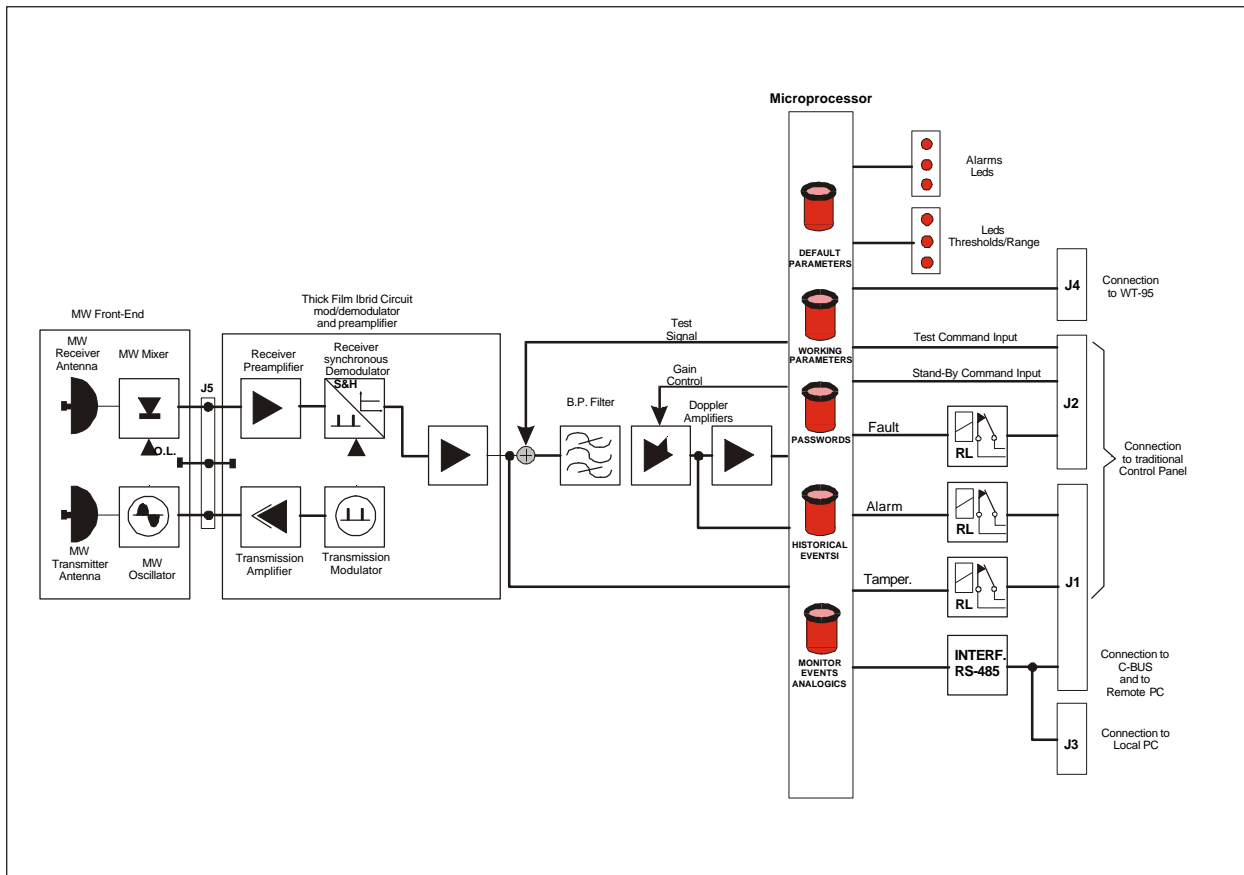 Microprocessor
Alarms
Leds
Leds
Thresholds/Range
DEFAULT
PARAMETERS
J4
Connection
to WT-95
Thick Film Ibrid Circuit
mod/demodulator
and preamplifier
MW Front-End
MW
Receiver
Antenna
MW Mixer
J5
Receiver
Preamplifier
Receiver
synchronous
Demodulator
S&H
Test
Signal
WORKING
PARAMETERS
Test Command Input
Stand-By Command Input
J2
Gain
Control
B.P. Filter
Doppler
Amplifiers
PASSWORDS
Fault
RL
Connection
to traditional
Control Panel
O.L.
MW
Transmitter
Antenna
MW
Oscillator
Transmission
Amplifier
Transmission
Modulator
HISTORICAL
EVENTSI
Alarm
RL
Tamper.
RL
J1
MONITOR
EVENTS
ANALOGICS
INTERF.
RS-485
Connection to
C-BUS
and to
Remote PC
J3
Connection to
Local PC